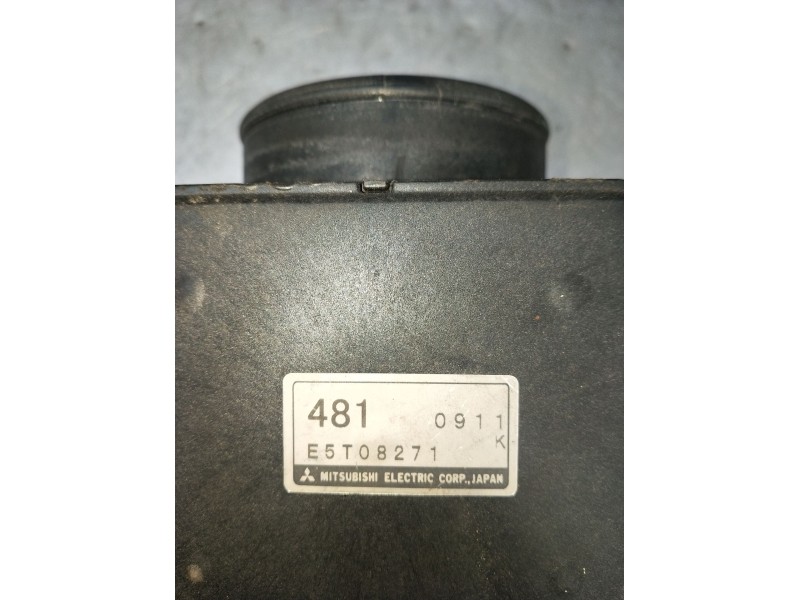 481 0911
K
E5T08271
MITSUBISHI ELECTRIC CORP., JAPAN